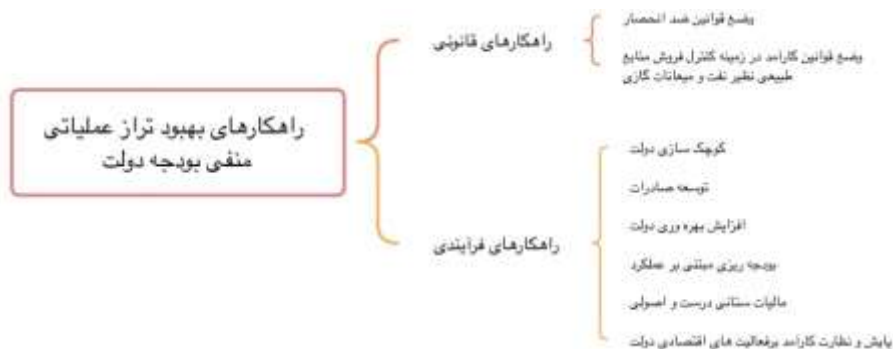 راهکارهای بهبود تراز عملیاتی
منفی بودجه دولت
راهکارهای قانونی
وضع قوانین ضد انحصار
وضع قوانین کارامد در زمینه کنترل فروش منابع
طبیعی نظیر نفت و میعانات گازی
راهکارهای فرایندی
کوچک سازی دولت
توسعه صادرات
افزایش بهره وری دولت
بودجه ریزی مبتنی بر عملکرد
مالیات ستانی درست و اصولی
پایش و نظارت کارامد برفعالیت های اقتصادی دولت